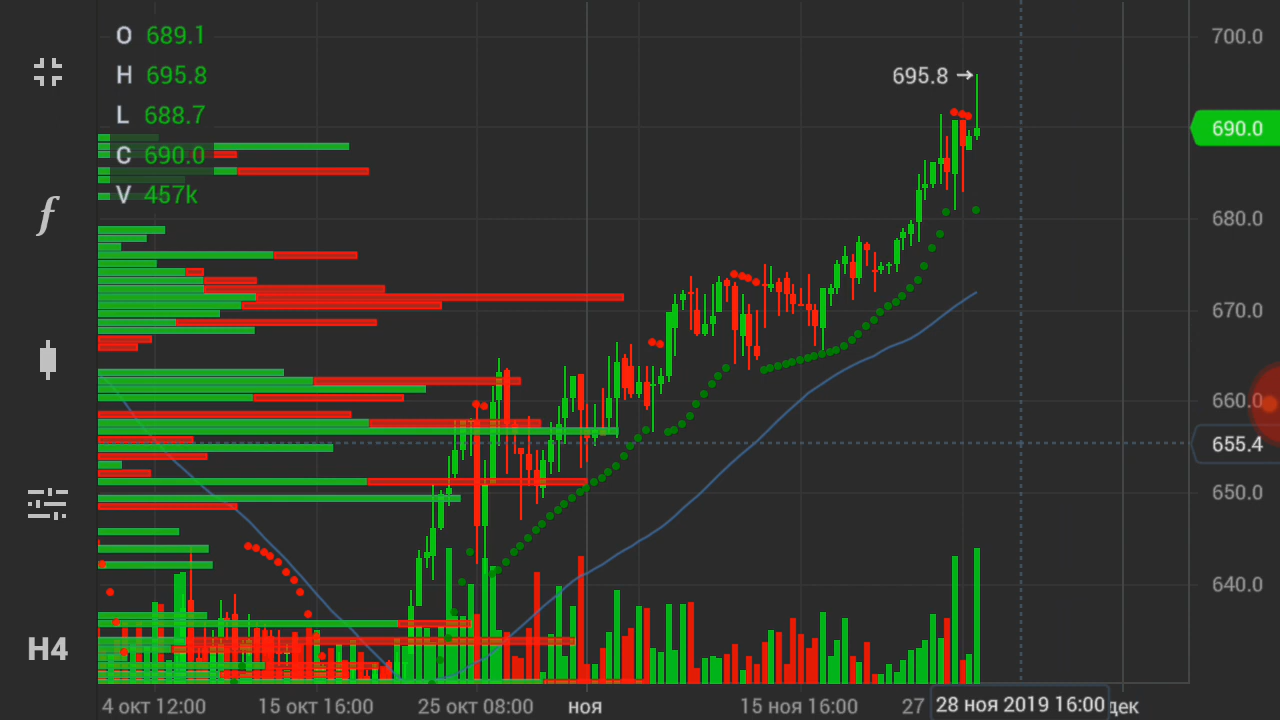 O 689.1
H 695.8
L 688.7
C 690.0
V 457k
695.8 →
700.0
690.0
680.0
670.0
660.0
655.4
650.0
640.0
f
H4
4 окт 12:00 15 окт 16:00 25 окт 08:00 ноя 15 ноя 16:00 27 28 ноя 2019 16:00 дек